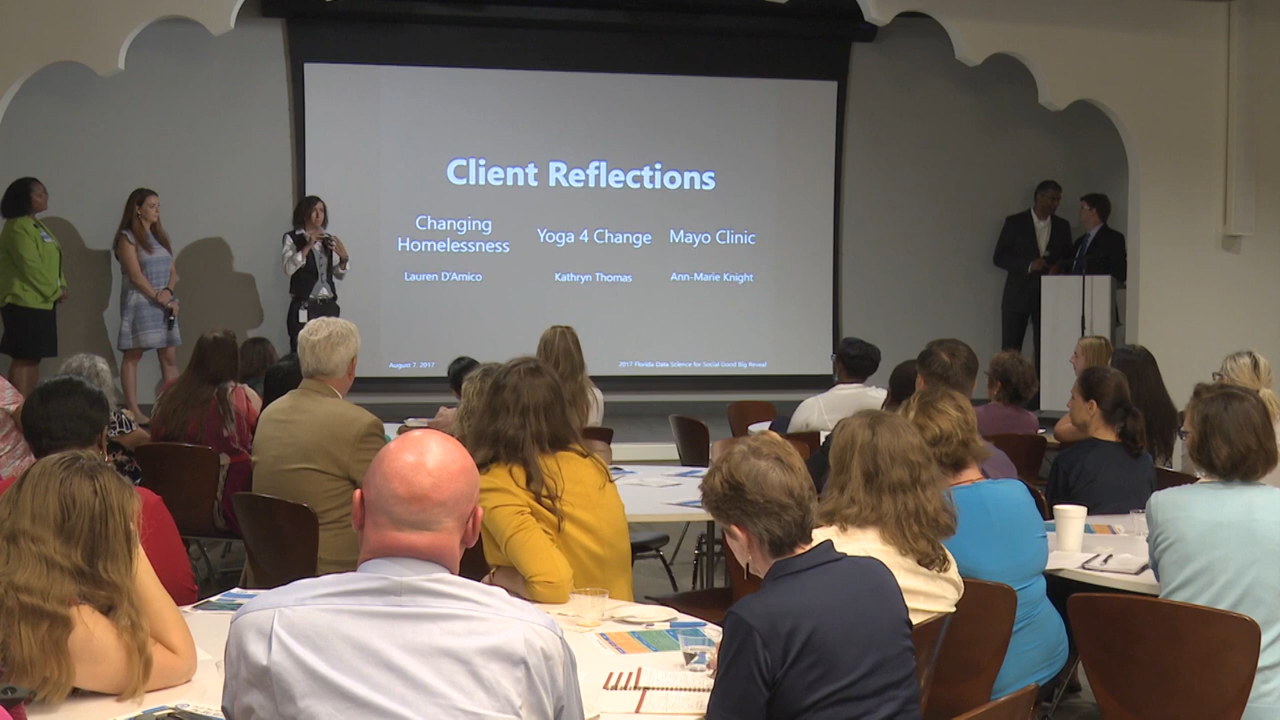 Client Reflections
Changing
Homelessness
Lauren D'Amico
Yoga 4 Change
Kathryn Thomas
Mayo Clinic
Ann-Marie Knight
August 7, 2017
2017 Florida Data Science for Social Good Big Reveal